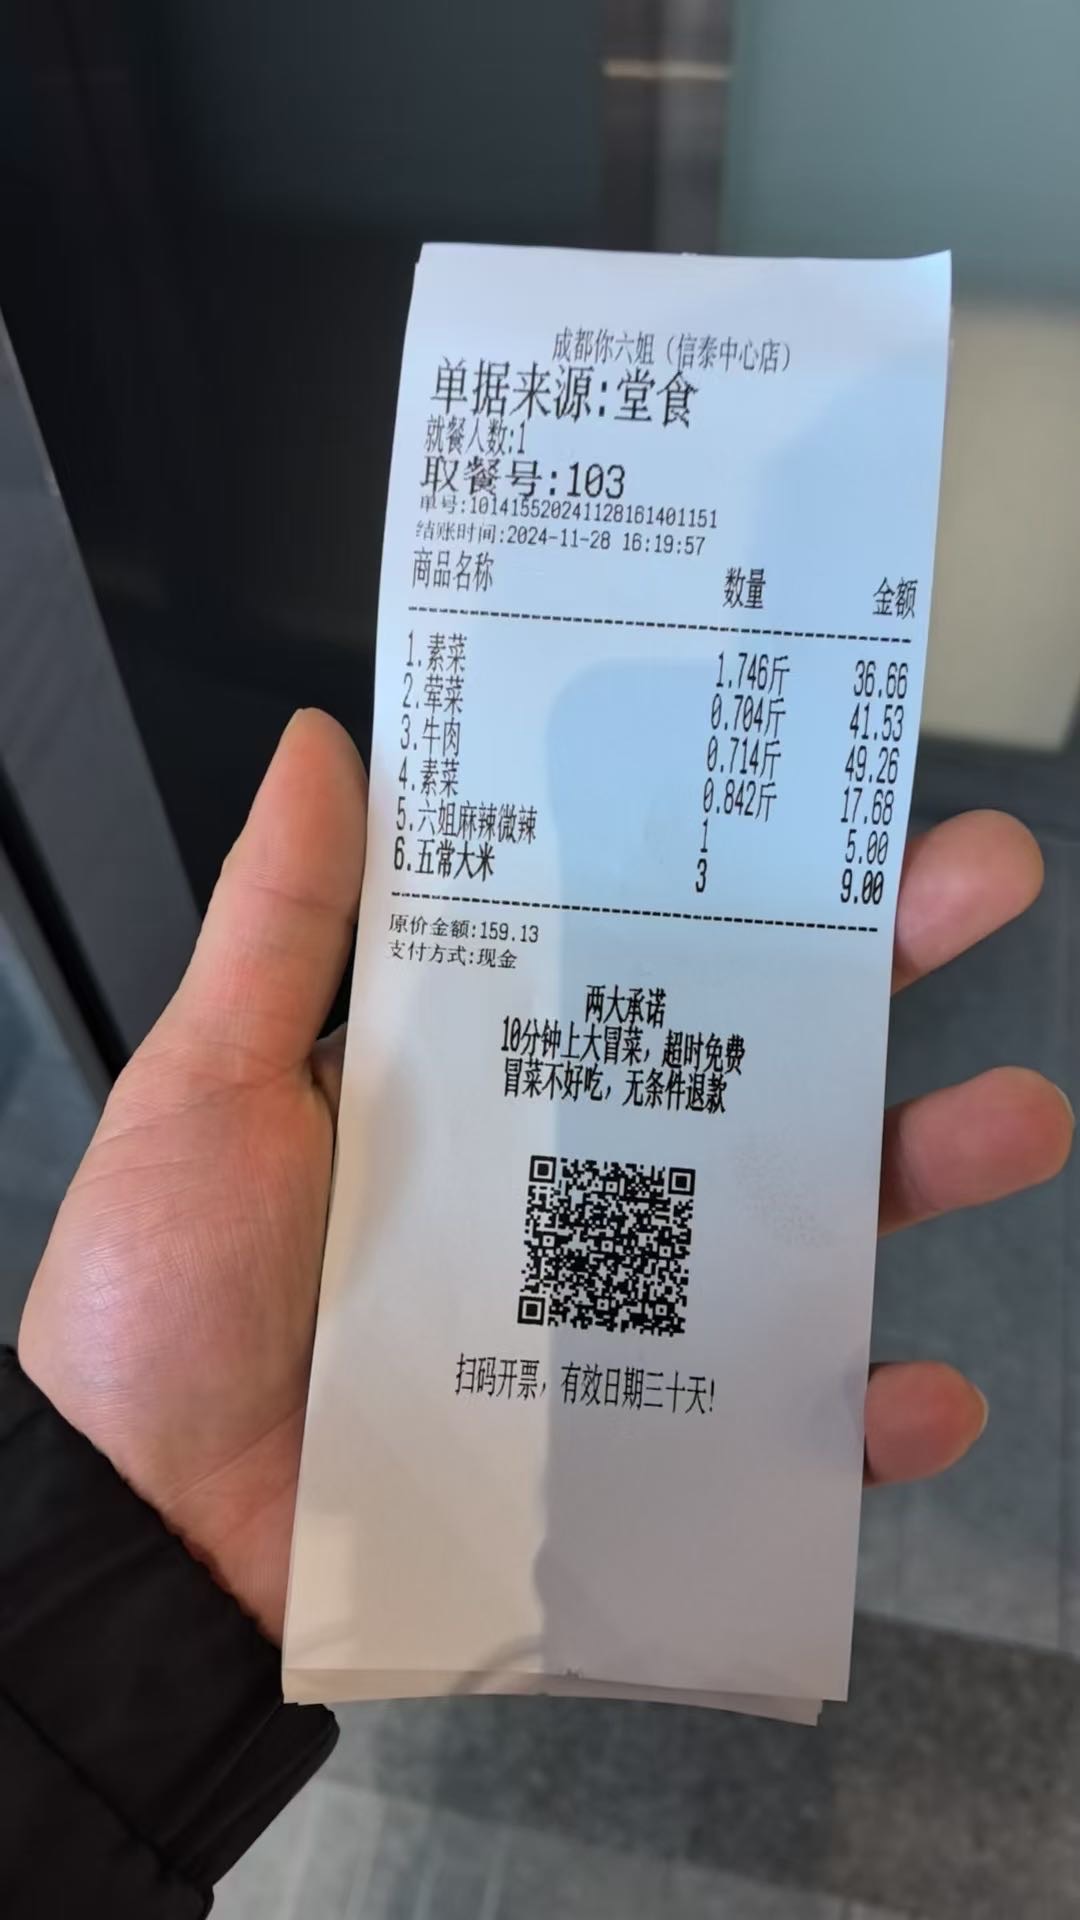 成都你六姐（信泰中心店）
单据来源:堂食
就餐人数:1
取餐号:103
单号:101415520241128161401151
结账时间:2024-11-28 16:19:57
商品名称 数量 金额
1.素菜 1.746斤 36.66
2.荤菜 0.704斤 41.53
3.牛肉 0.714斤 49.26
4.素菜 0.842斤 17.68
5.六姐麻辣微辣 1 5.00
6.五常大米 3 9.00
原价金额:159.13
支付方式:现金
两大承诺
10分钟上大冒菜，超时免费
冒菜不好吃，无条件退款
扫码开票，有效日期三十天！